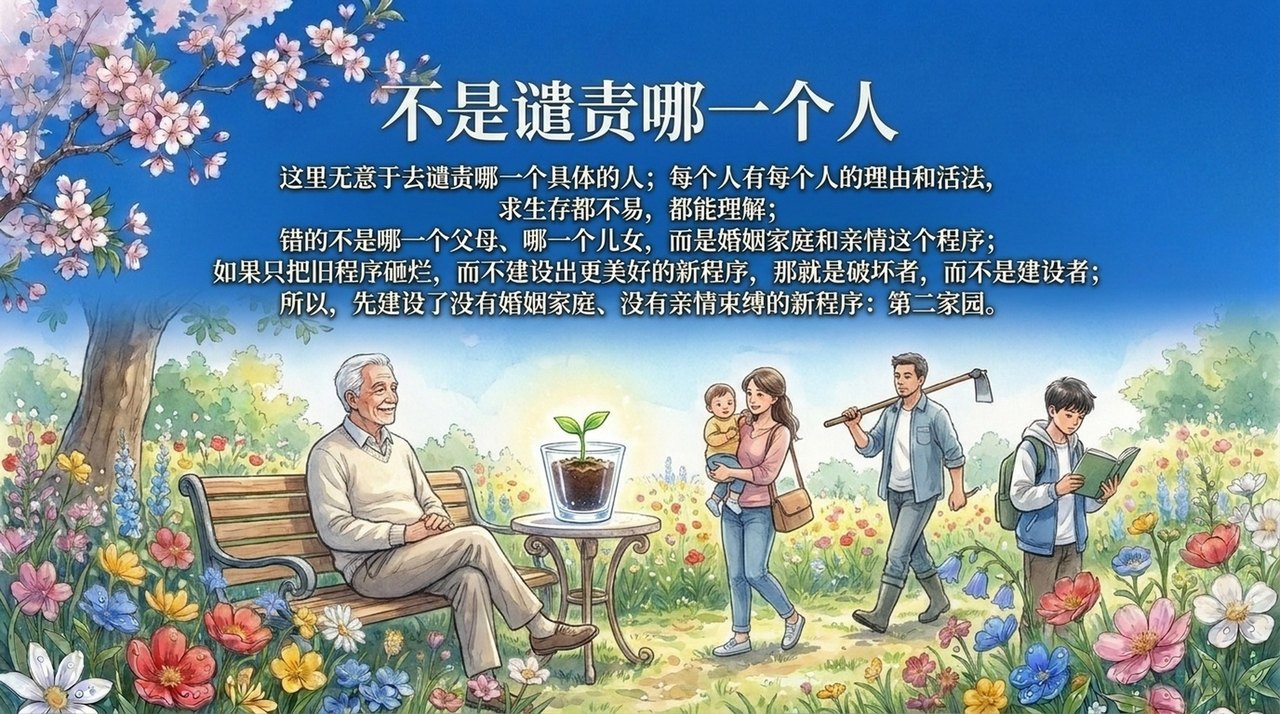 不是谴责哪一个人
这里无意于去谴责哪一个具体的人；每个人有每个人的理由和活法，
求生存都不易，都能理解；
错的不是哪一个父母、哪一个儿女，而是婚姻家庭和亲情这个程序；
如果只把旧程序砸烂，而不建设出更美好的新程序，那就是破坏者，而不是建设者；
所以，先建设了没有婚姻家庭、没有亲情束缚的新程序：第二家园。